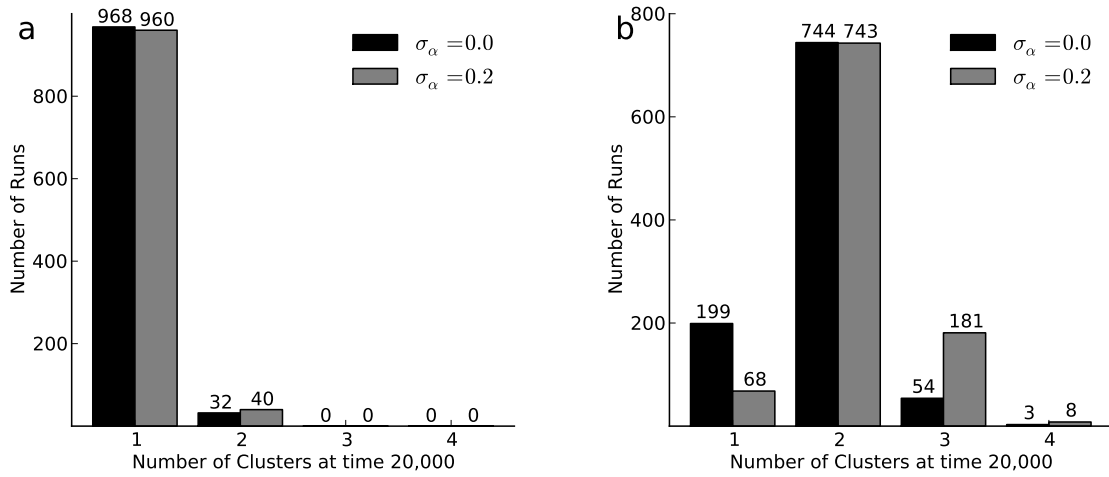 a
968 960
σα =0.0
σα =0.2
800
600
400
200
Number of Runs
32 40
0 0
0 0
1 2 3 4
Number of Clusters at time 20,000
b
800
744 743
σα =0.0
σα =0.2
600
400
200
Number of Runs
199
68
54
181
3 8
1 2 3 4
Number of Clusters at time 20,000